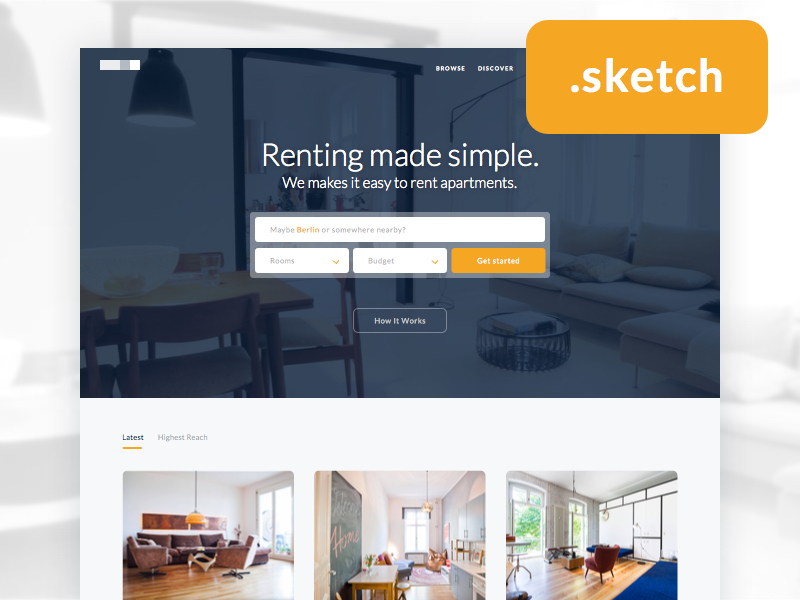 .sketch
BROWSE DISCOVER
Renting made simple.
We makes it easy to rent apartments.
Maybe Berlin or somewhere nearby?
Rooms Budget Get started
How It Works
Latest Highest Reach
Home